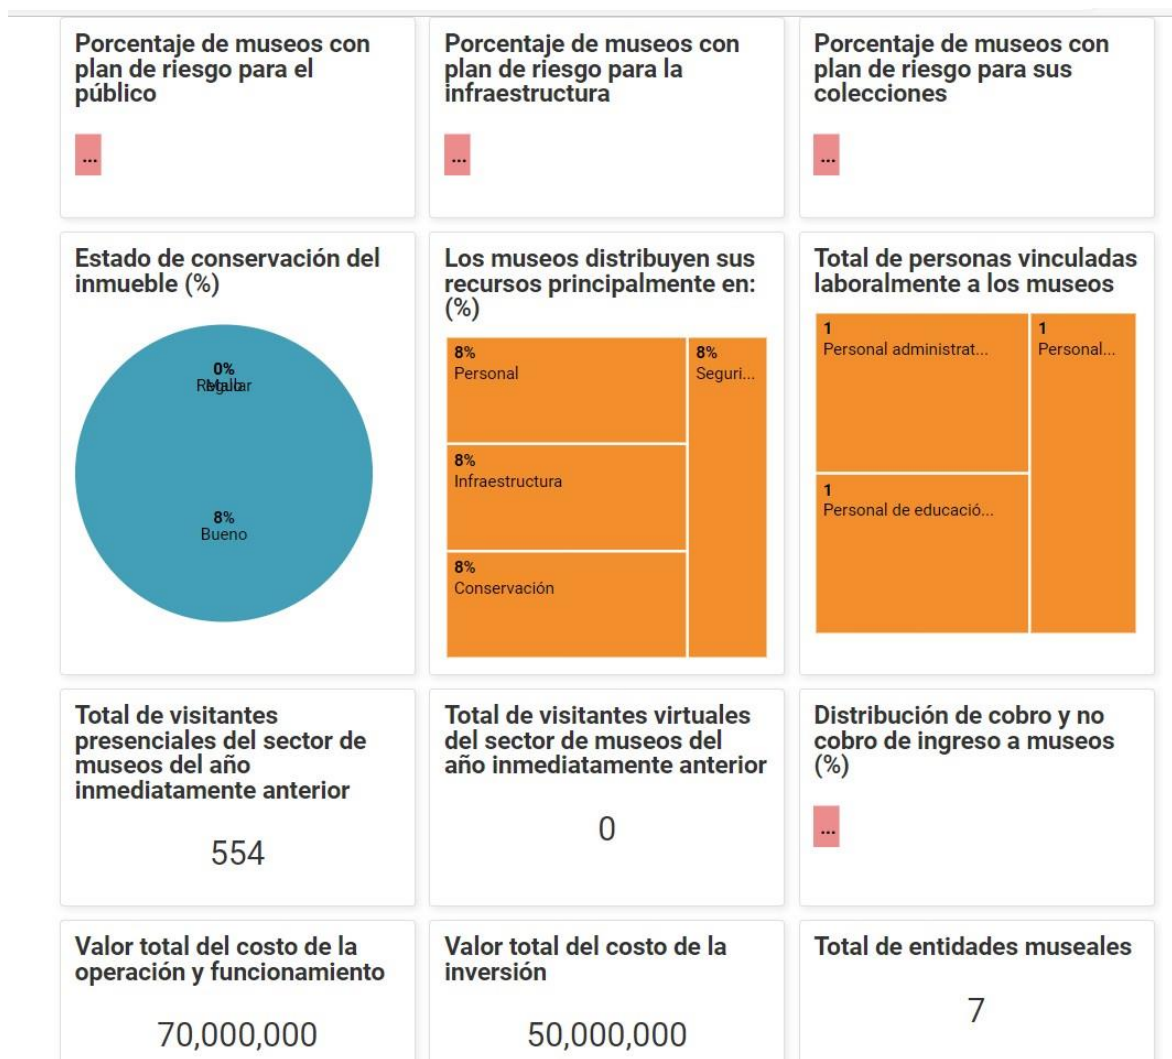 Porcentaje de museos con
plan de riesgo para el
público
...
Porcentaje de museos con
plan de riesgo para la
infraestructura
...
Porcentaje de museos con
plan de riesgo para sus
colecciones
...
Estado de conservación del
inmueble (%)
0%
Regular
Malo
8%
Bueno
Los museos distribuyen sus
recursos principalmente en:
(%)
8%
Personal
8%
Seguri...
8%
Infraestructura
8%
Conservación
Total de personas vinculadas
laboralmente a los museos
1
Personal administrat...
1
Personal...
1
Personal de educació...
Total de visitantes
presenciales del sector de
museos del año
inmediatamente anterior
554
Total de visitantes virtuales
del sector de museos del
año inmediatamente anterior
0
Distribución de cobro y no
cobro de ingreso a museos
(%)
...
Valor total del costo de la
operación y funcionamiento
70,000,000
Valor total del costo de la
inversión
50,000,000
Total de entidades museales
7